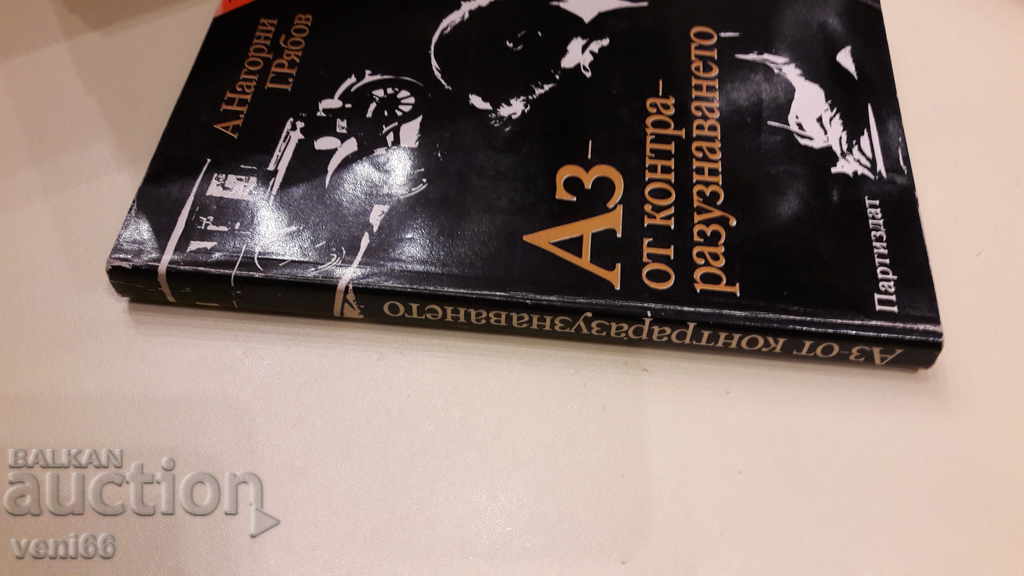 А.Нагорни
Г.Рябов
АЗ-
ОТ КОНТРА-
разузнаването
Партиздат
АЗ-ОТ КОНТРАРАЗУЗНАВАНЕТО
BALKAN
auction
veni66